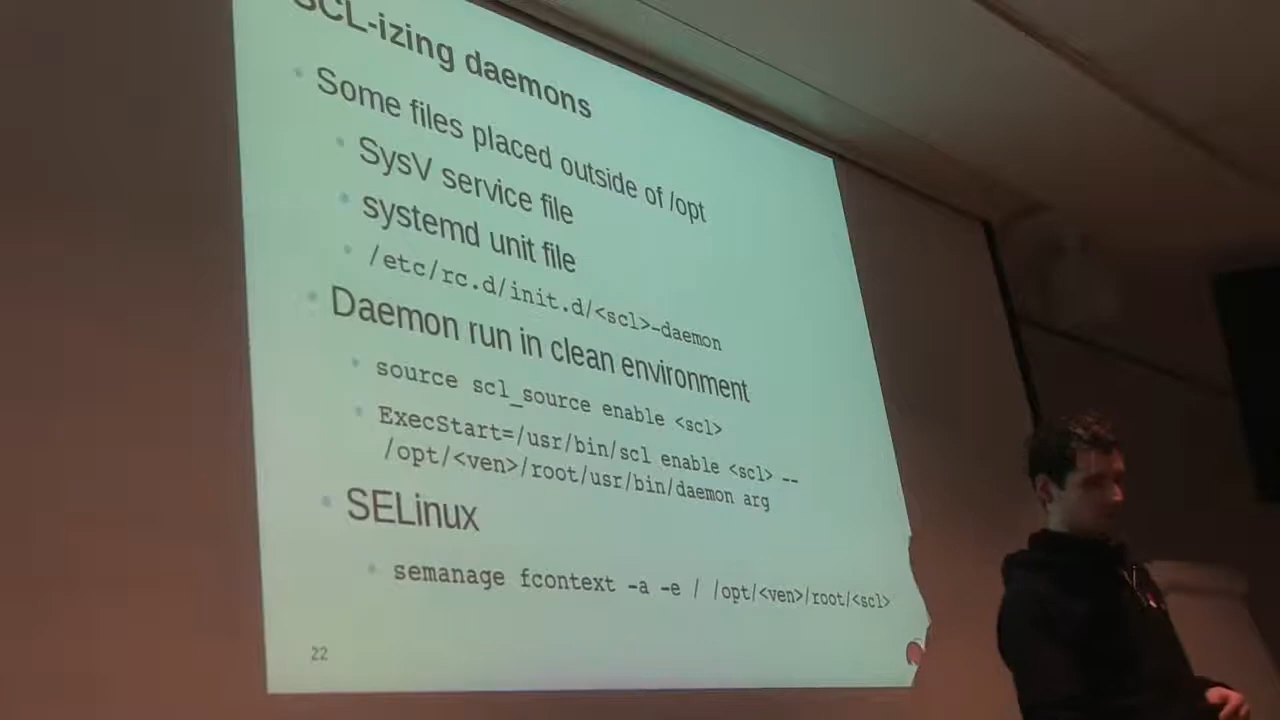 SCL-izing daemons
Some files placed outside of /opt
SysV service file
systemd unit file
/etc/rc.d/init.d/<scl>-daemon
Daemon run in clean environment
source scl_source enable <scl>
ExecStart=/usr/bin/scl enable <scl> --
/opt/<ven>/root/usr/bin/daemon arg
SELinux
semanage fcontext -a -e / /opt/<ven>/root/<scl>
22